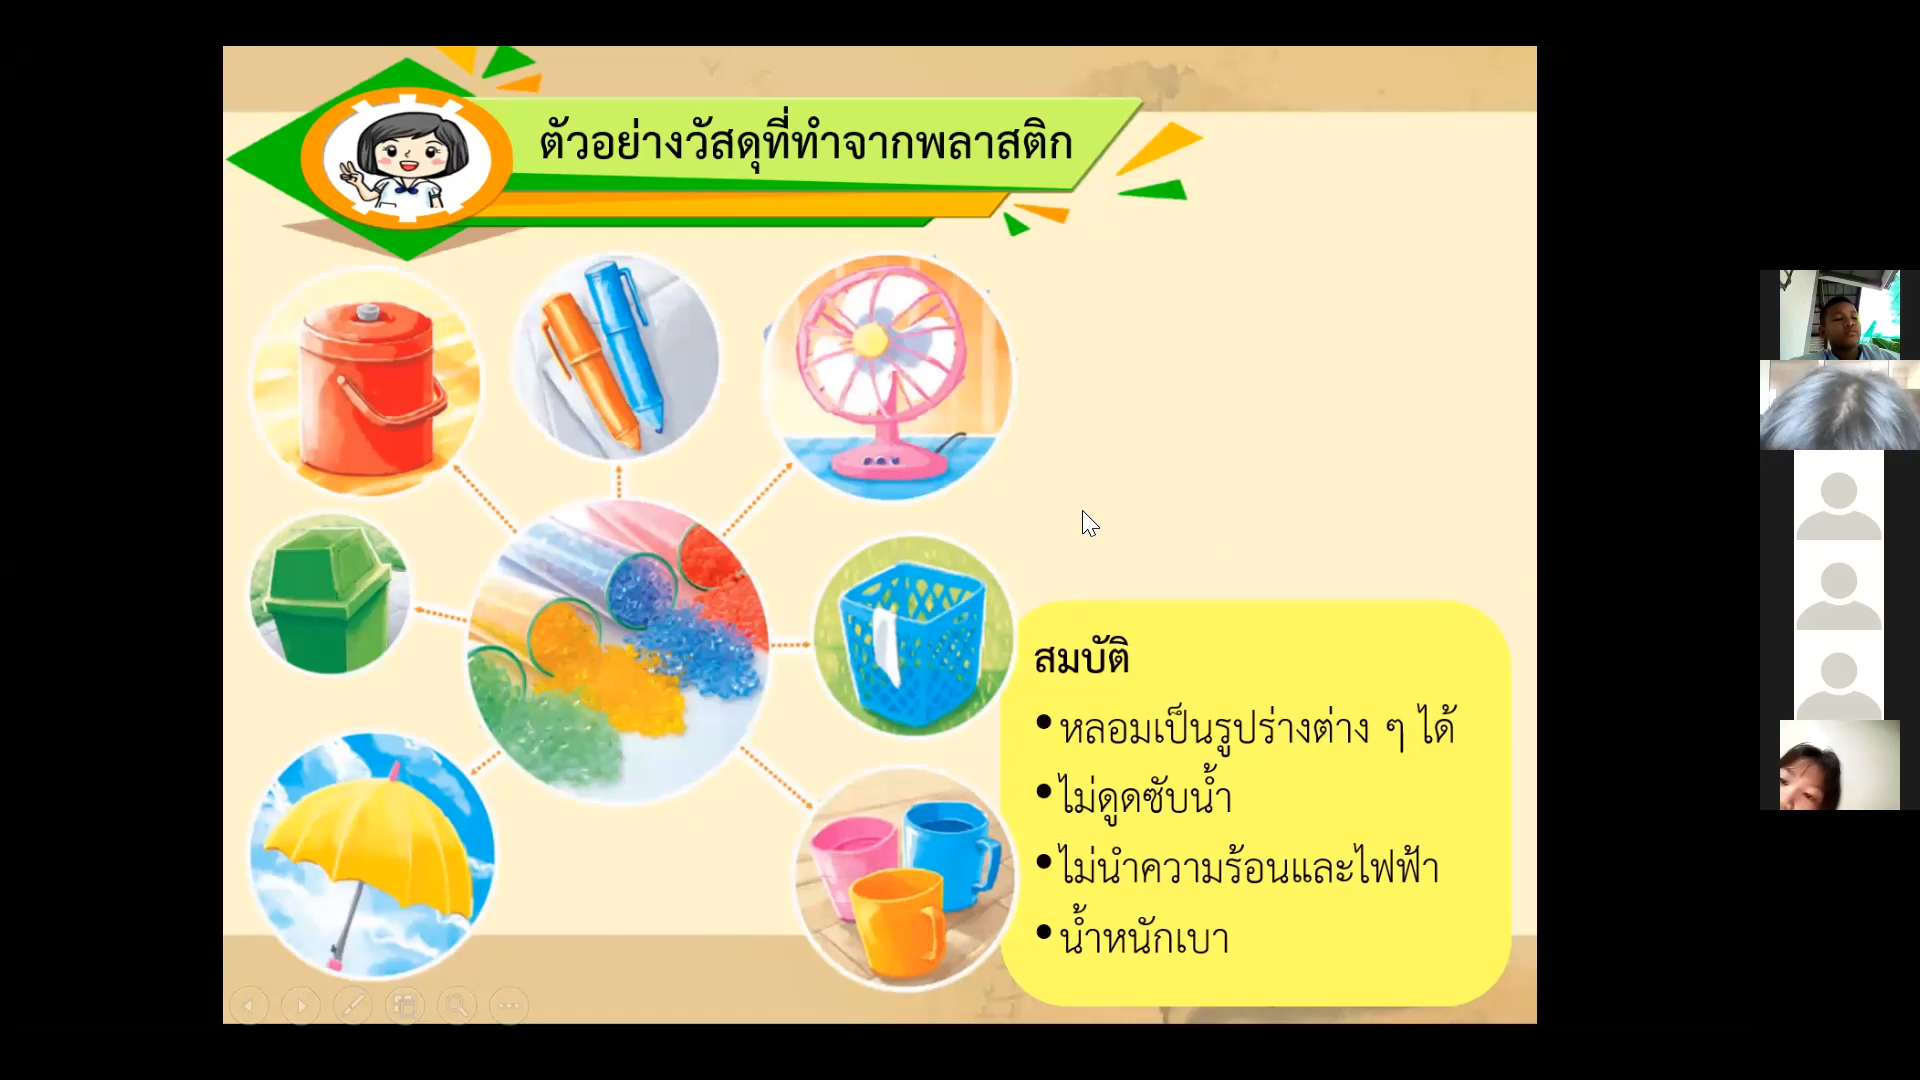 ตัวอย่างวัสดุที่ทำจากพลาสติก
สมบัติ
•หลอมเป็นรูปร่างต่าง ๆ ได้
•ไม่ดูดซับน้ำ
•ไม่นำความร้อนและไฟฟ้า
•น้ำหนักเบา